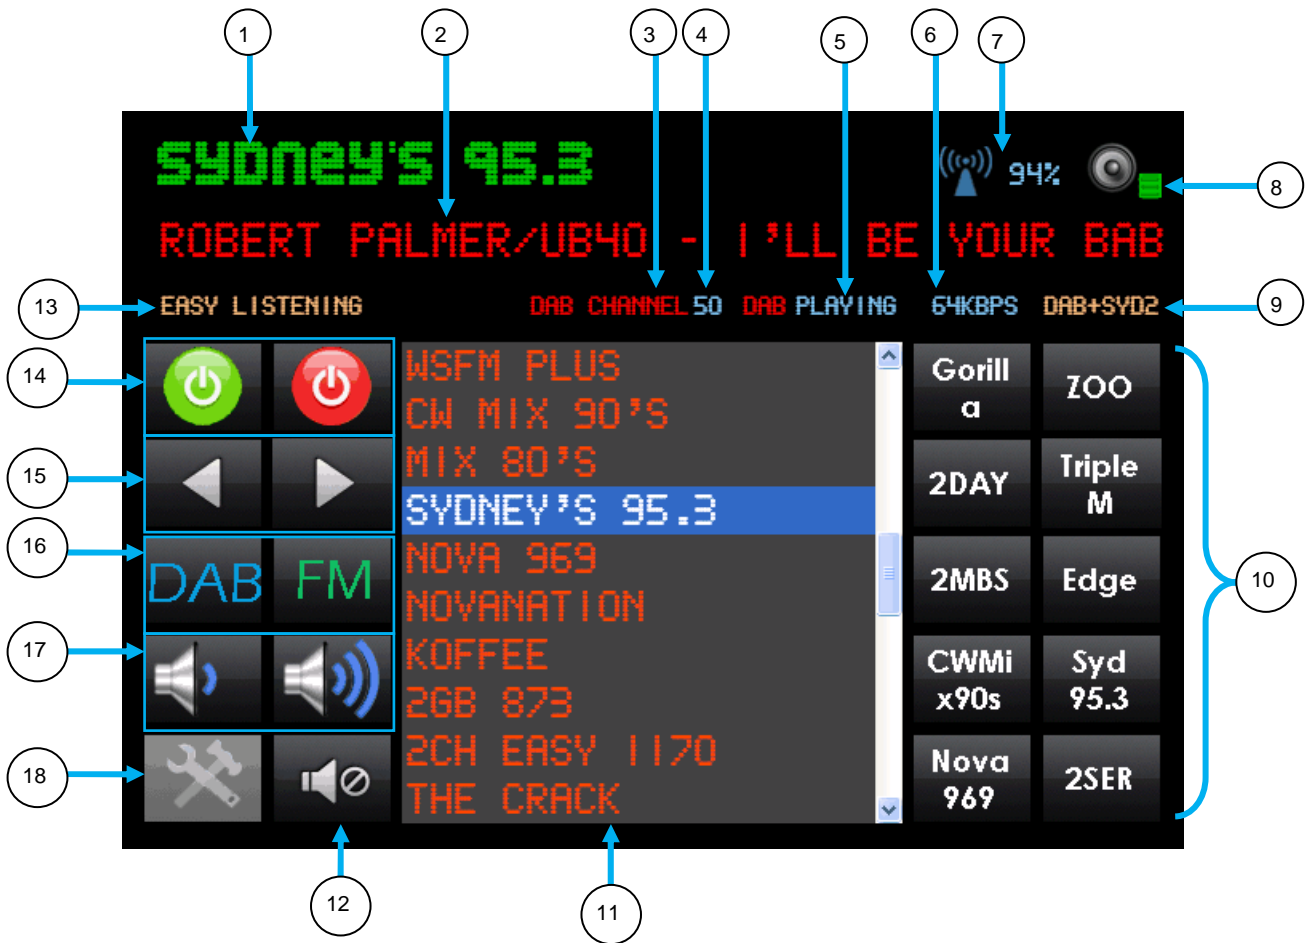 1 2 3 4 5 6 7
SYDNEY'S 95.3
94%
8
ROBERT PALMER/UB40 - I'LL BE YOUR BAB
13
EASY LISTENING
DAB CHANNEL 50 DAB PLAYING
64KBPS
DAB+SYD2
9
14
15
16
DAB FM
17
18
12
WSFM PLUS
CW MIX 90'S
MIX 80'S
SYDNEY'S 95.3
NOVA 969
NOVANATION
KOFFEE
2GB 873
2CH EASY 1170
THE CRACK
11
Gorill
a
ZOO
2DAY
Triple
M
2MBS
Edge
CWMi
x90s
Syd
95.3
Nova
969
2SER
10